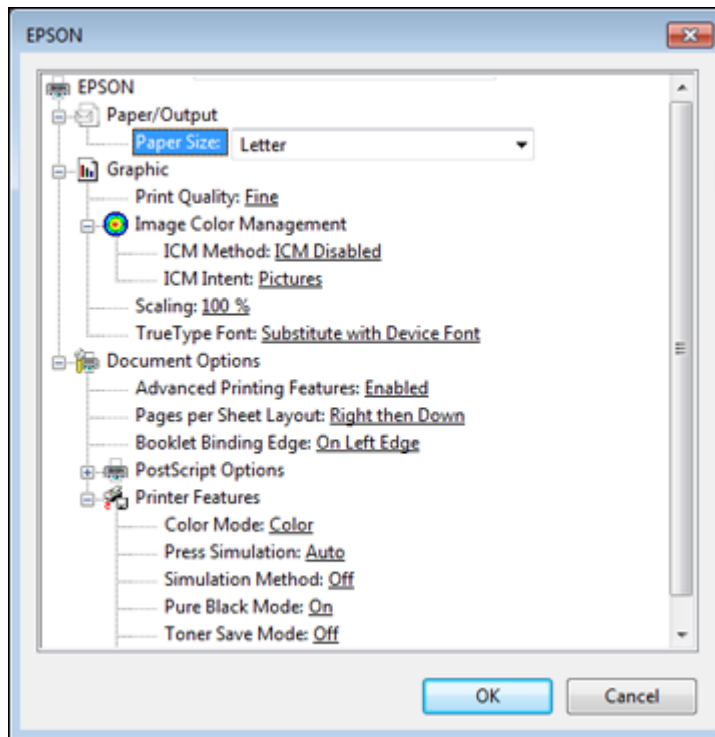 EPSON
EPSON
Paper/Output
Paper Size: Letter
Graphic
Print Quality: Fine
Image Color Management
ICM Method: ICM Disabled
ICM Intent: Pictures
Scaling: 100 %
TrueType Font: Substitute with Device Font
Document Options
Advanced Printing Features: Enabled
Pages per Sheet Layout: Right then Down
Booklet Binding Edge: On Left Edge
PostScript Options
Printer Features
Color Mode: Color
Press Simulation: Auto
Simulation Method: Off
Pure Black Mode: On
Toner Save Mode: Off
OK Cancel